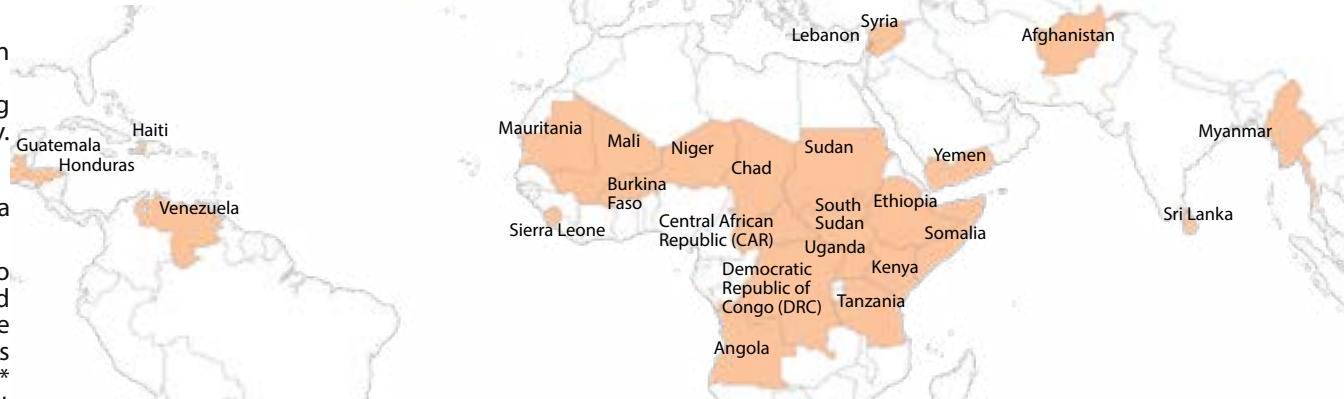 n
g
y.
a
o
d
e
s
*
Guatemala
Honduras
Haiti
Venezuela
Mauritania
Mali
Niger
Chad
Sudan
Burkina
Faso
Sierra Leone
Central African
Republic (CAR)
South
Sudan
Ethiopia
Somalia
Uganda
Kenya
Democratic
Republic of
Congo (DRC)
Tanzania
Angola
Lebanon
Syria
Yemen
Afghanistan
Myanmar
Sri Lanka